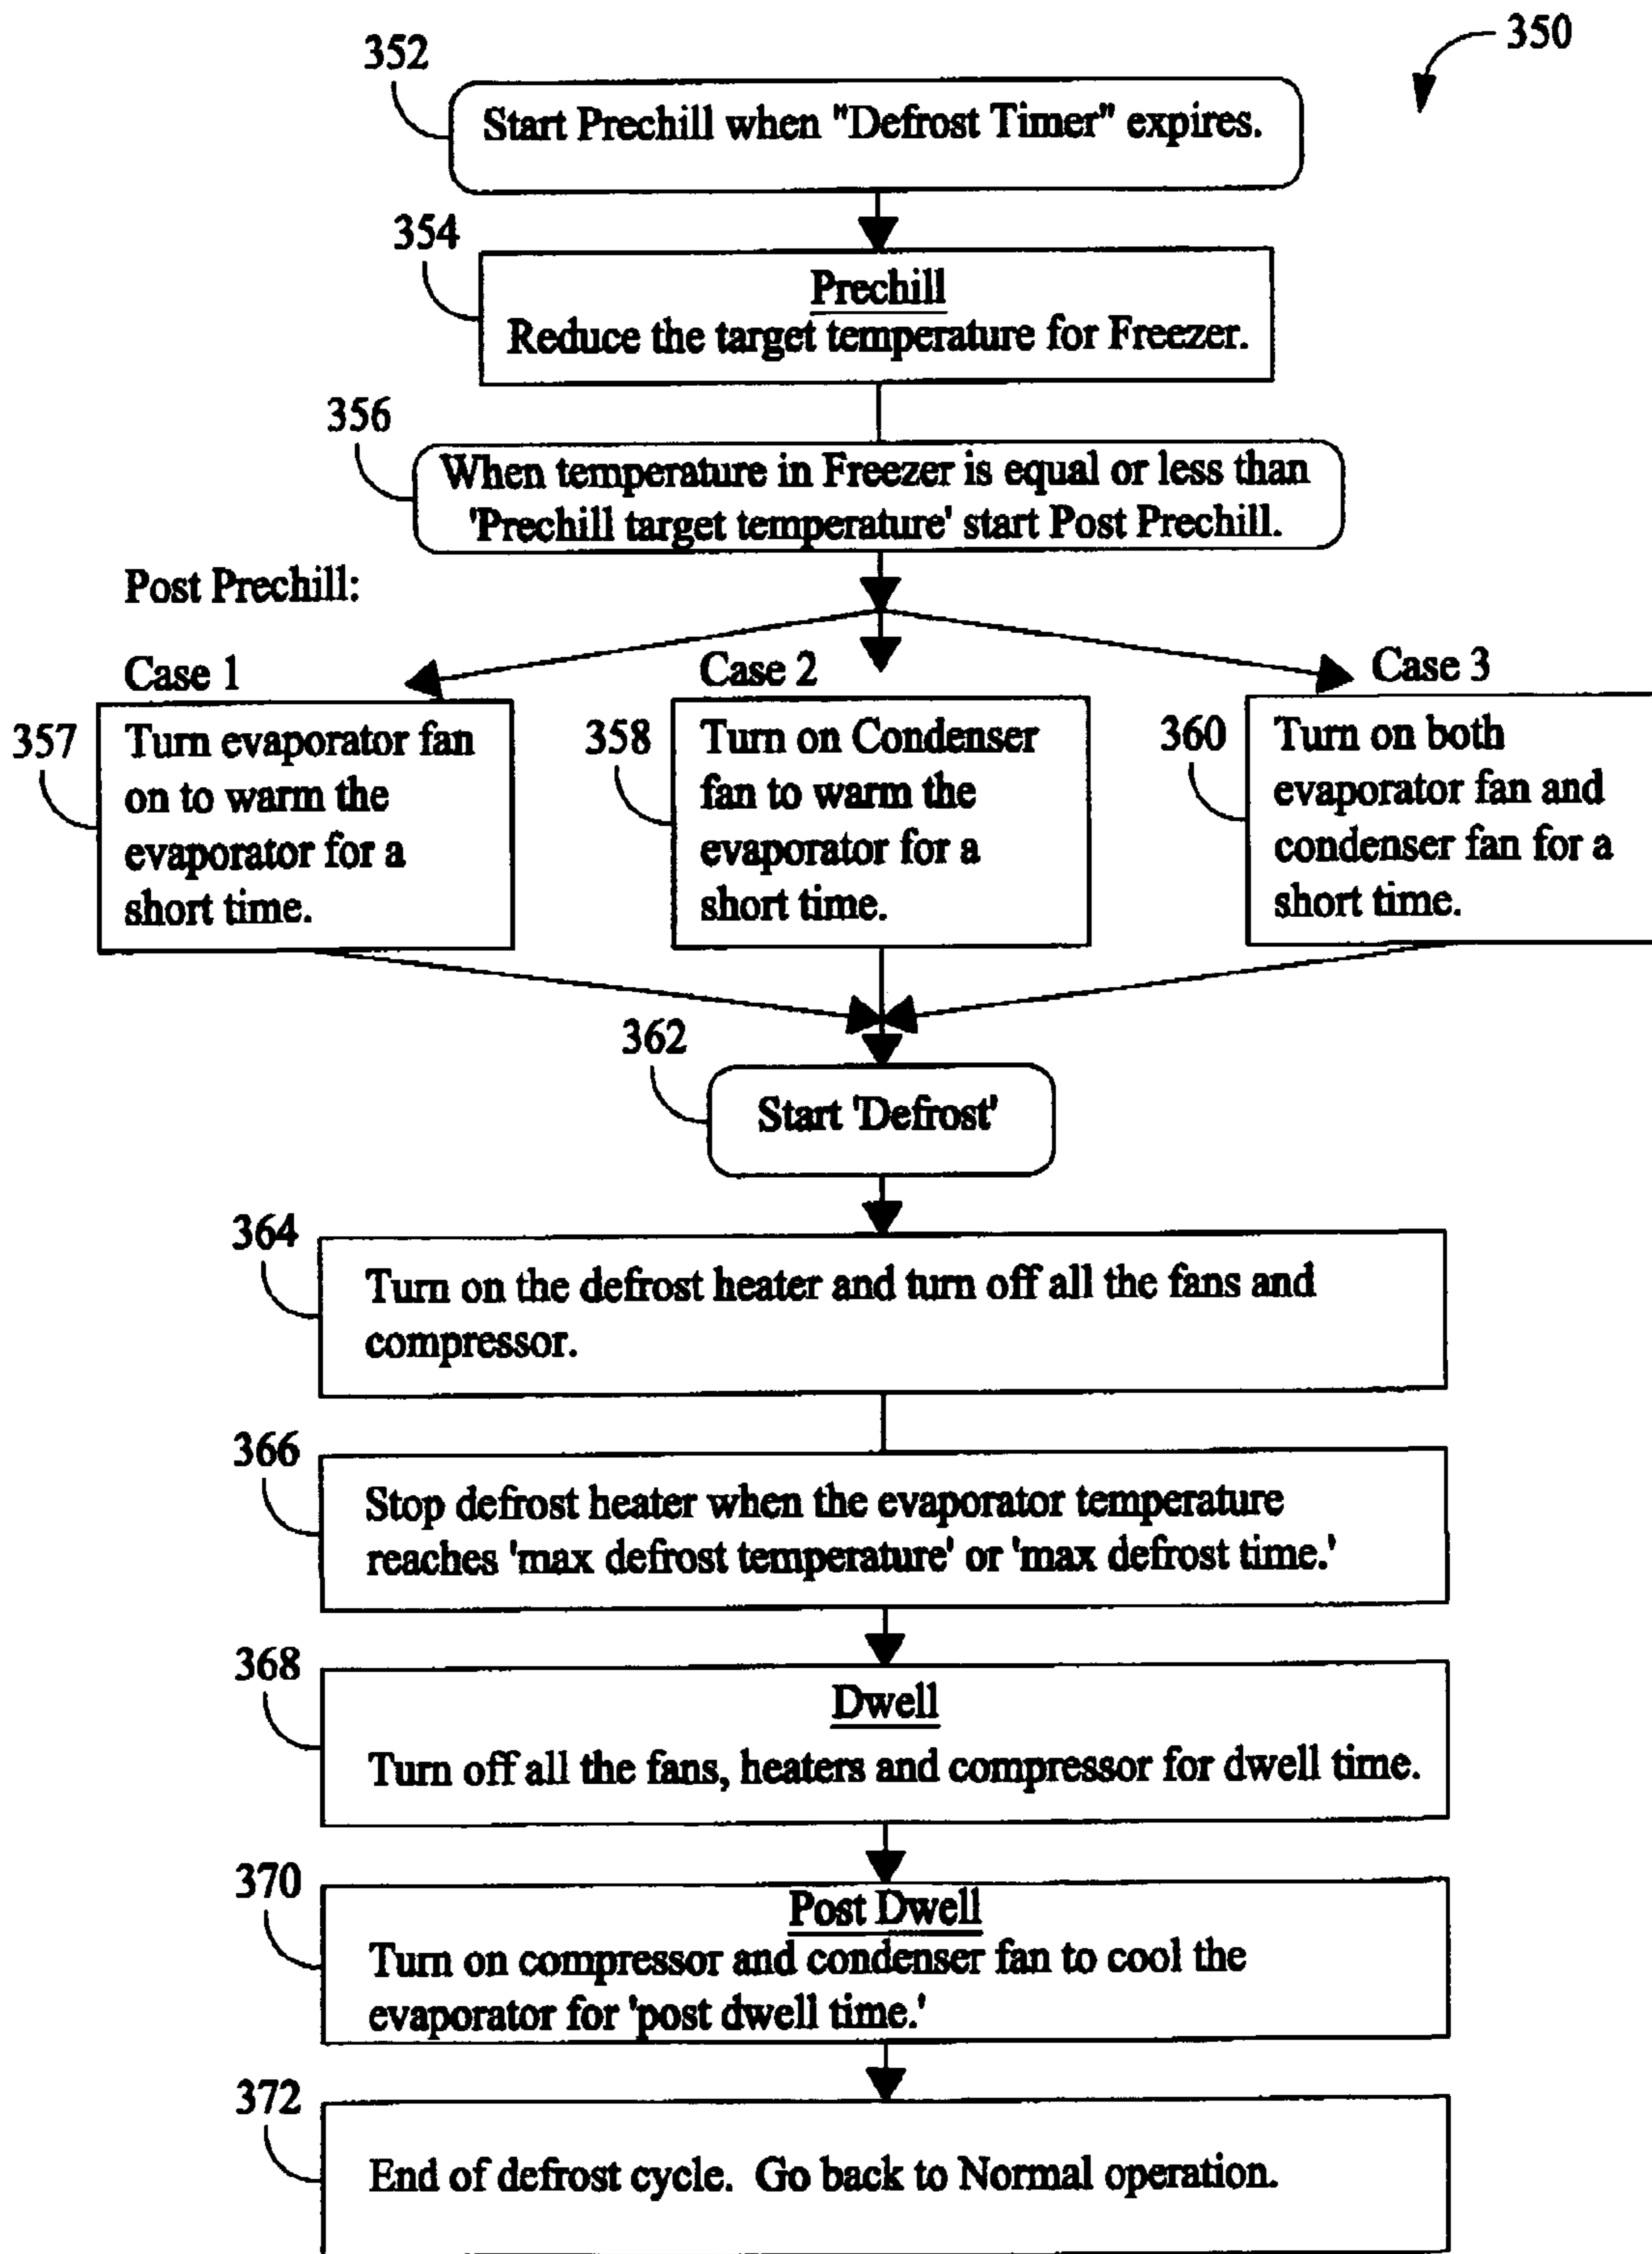 350
352
Start Prechill when "Defrost Timer" expires.
354
Prechill
Reduce the target temperature for Freezer.
356
When temperature in Freezer is equal or less than
'Prechill target temperature' start Post Prechill.
Post Prechill:
Case 1
357
Turn evaporator fan
on to warm the
evaporator for a
short time.
Case 2
358
Turn on Condenser
fan to warm the
evaporator for a
short time.
Case 3
360
Turn on both
evaporator fan and
condenser fan for a
short time.
362
Start 'Defrost'
364
Turn on the defrost heater and turn off all the fans and
compressor.
366
Stop defrost heater when the evaporator temperature
reaches 'max defrost temperature' or 'max defrost time.'
368
Dwell
Turn off all the fans, heaters and compressor for dwell time.
370
Post Dwell
Turn on compressor and condenser fan to cool the
evaporator for 'post dwell time.'
372
End of defrost cycle.  Go back to Normal operation.